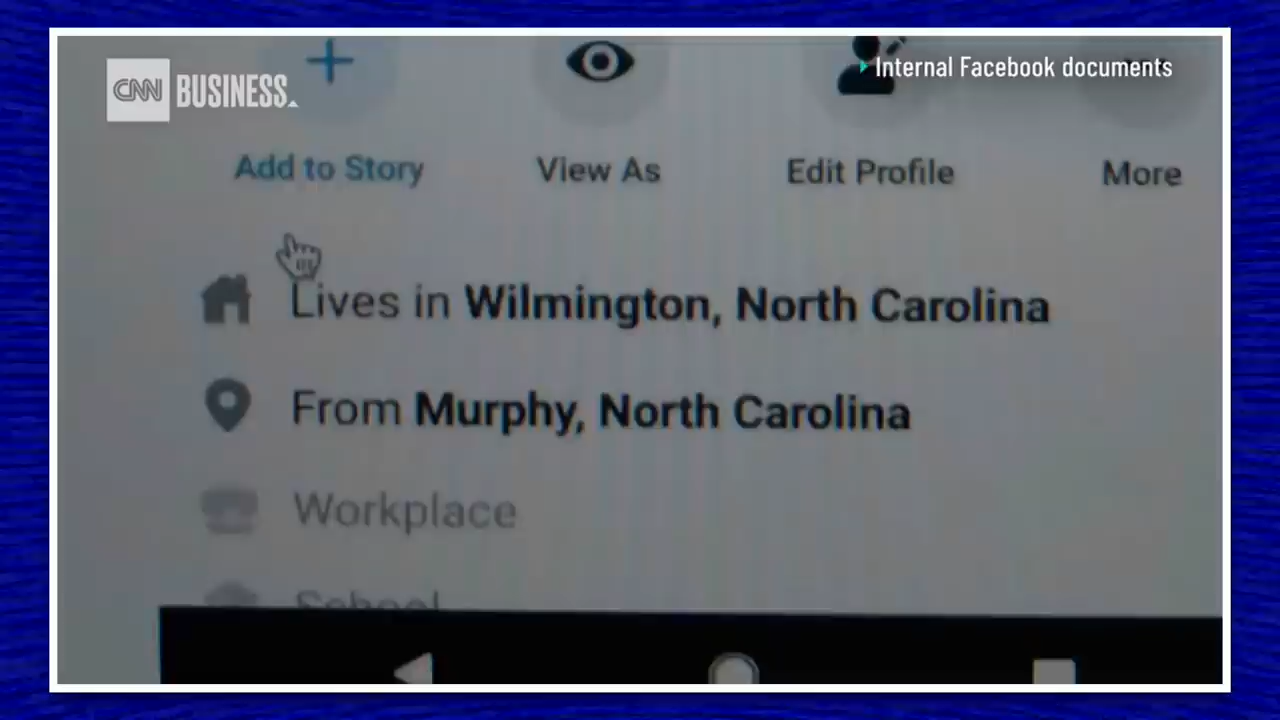 CNN BUSINESS
Internal Facebook documents
Add to Story View As Edit Profile More
Lives in Wilmington, North Carolina
From Murphy, North Carolina
Workplace
School